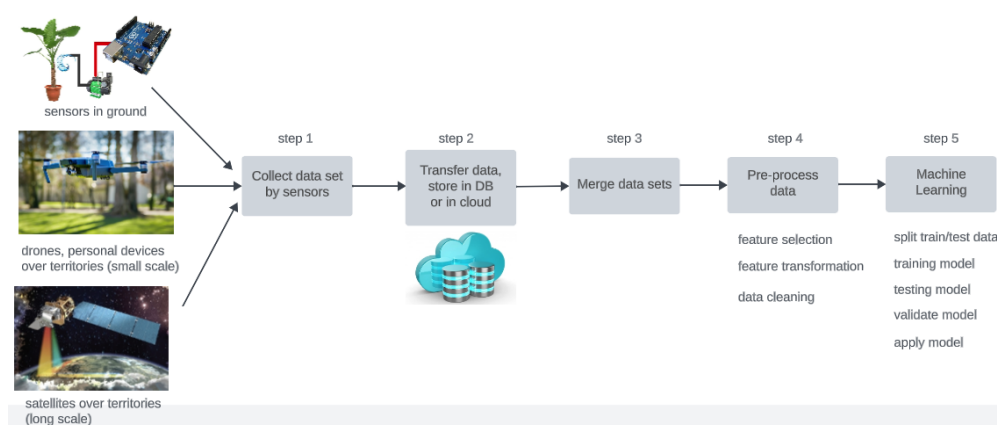 sensors in ground
drones, personal devices
over territories (small scale)
satellites over territories
(long scale)
step 1
Collect data set
by sensors
step 2
Transfer data,
store in DB
or in cloud
step 3
Merge data sets
step 4
Pre-process
data
feature selection
feature transformation
data cleaning
step 5
Machine
Learning
split train/test data
training model
testing model
validate model
apply model